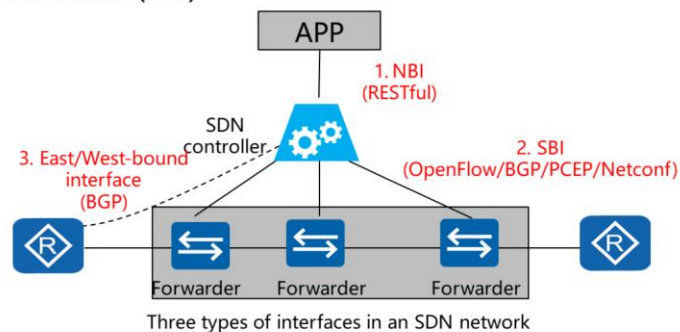 APP
1. NBI
(RESTful)
SDN
controller
2. SBI
(OpenFlow/BGP/PCEP/Netconf)
3. East/West-bound
interface
(BGP)
R
R
Forwarder
Forwarder
Forwarder
Three types of interfaces in an SDN network